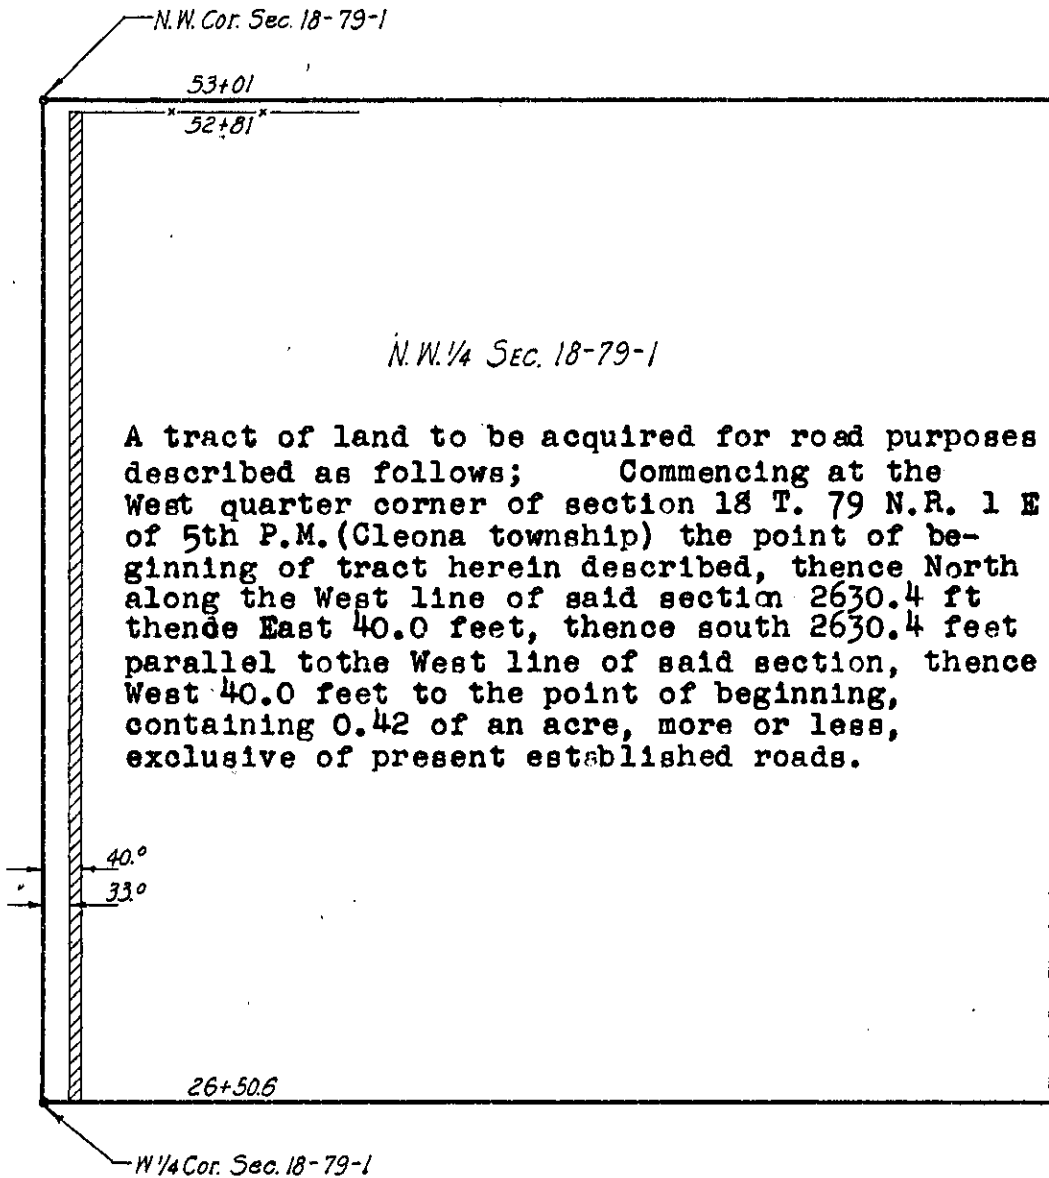 N.W. Cor. Sec. 18-79-1
53+01
52+81
N.W. 1/4 SEC. 18-79-1
A tract of land to be acquired for road purposes
described as follows; Commencing at the
West quarter corner of section 18 T. 79 N.R. 1 E
of 5th P.M.(Cleona township) the point of be-
ginning of tract herein described, thence North
along the West line of said section 2630.4 ft
thende East 40.0 feet, thence south 2630.4 feet
parallel tothe West line of said section, thence
West 40.0 feet to the point of beginning,
containing 0.42 of an acre, more or less,
exclusive of present established roads.
40.0
33.0
26+50.6
W 1/4 Cor. Sec. 18-79-1